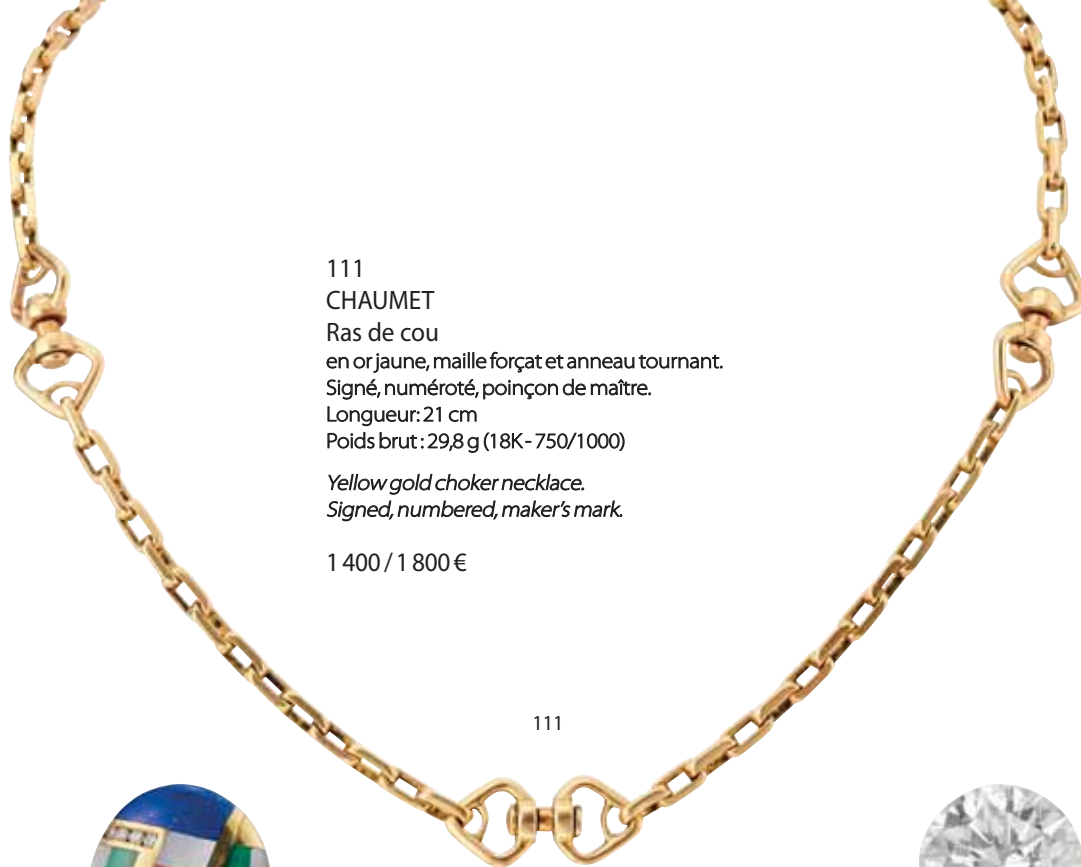 111
CHAUMET
Ras de cou
en or jaune, maille forçat et anneau tournant.
Signé, numéroté, poinçon de maître.
Longueur: 21 cm
Poids brut : 29,8 g (18K - 750/1000)
Yellow gold choker necklace.
Signed, numbered, maker's mark.
1 400 / 1 800 €
111